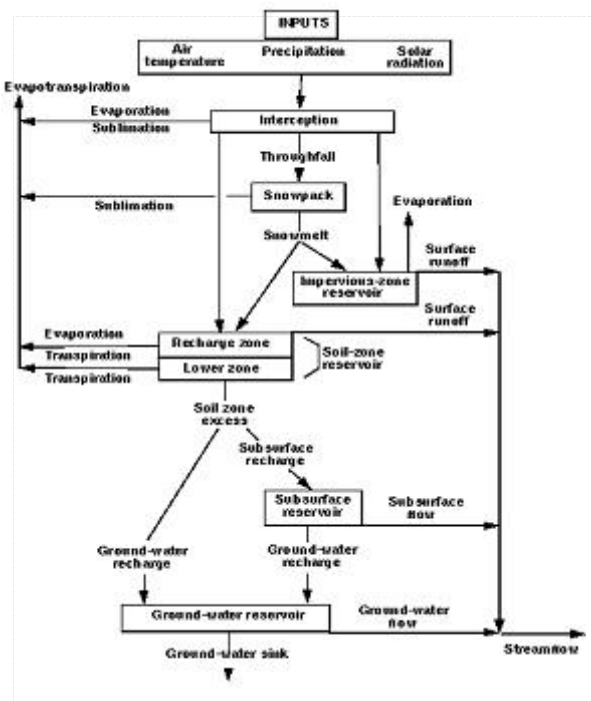 INPUTS
Air temperature
Precipitation
Solar radiation
Evapotranspiration
Evaporation
Sublimation
Interception
Throughfall
Snowpack
Sublimation
Evaporation
Snowmelt
Surface runoff
Impervious-zone reservoir
Surface runoff
Evaporation
Recharge zone
Transpiration
Soil-zone reservoir
Lower zone
Transpiration
Soil zone excess
Subsurface recharge
Subsurface reservoir
Subsurface flow
Ground-water recharge
Ground-water recharge
Ground-water reservoir
Ground-water flow
Streamflow
Ground-water sink